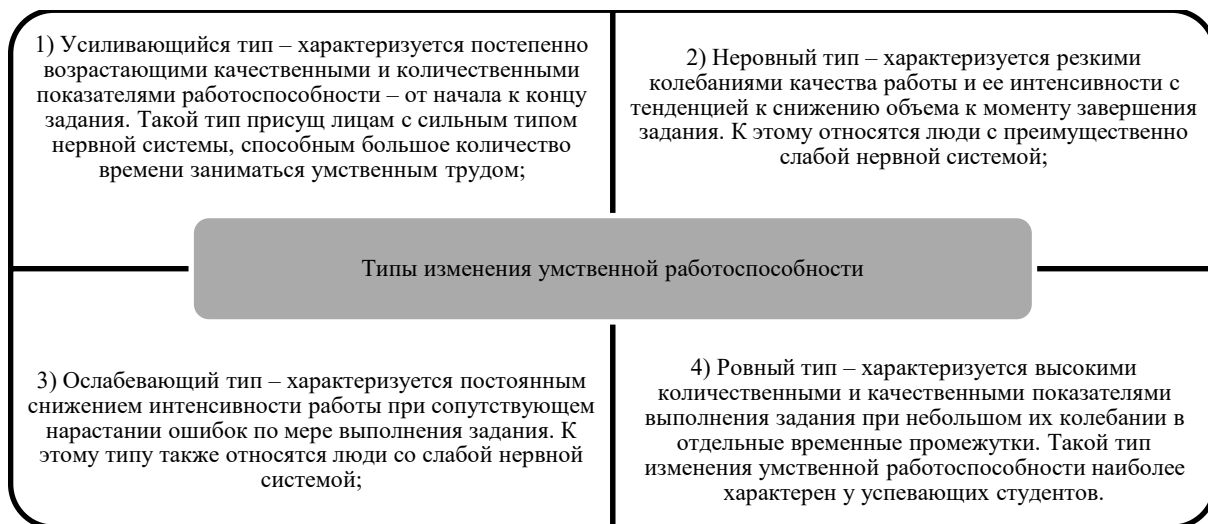 1) Усиливающийся тип – характеризуется постепенно
возрастающими качественными и количественными
показателями работоспособности – от начала к концу
задания. Такой тип присущ лицам с сильным типом
нервной системы, способным большое количество
времени заниматься умственным трудом;
2) Неровный тип – характеризуется резкими
колебаниями качества работы и ее интенсивности с
тенденцией к снижению объема к моменту завершения
задания. К этому относятся люди с преимущественно
слабой нервной системой;
Типы изменения умственной работоспособности
3) Ослабевающий тип – характеризуется постоянным
снижением интенсивности работы при сопутствующем
нарастании ошибок по мере выполнения задания. К
этому типу также относятся люди со слабой нервной
системой;
4) Ровный тип – характеризуется высокими
количественными и качественными показателями
выполнения задания при небольшом их колебании в
отдельные временные промежутки. Такой тип
изменения умственной работоспособности наиболее
характерен у успевающих студентов.